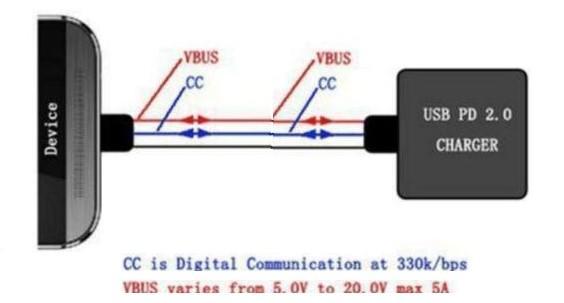 VBUS
VBUS
CC
CC
Device
USB PD 2.0
CHARGER
CC is Digital Communication at 330k/bps
VBUS varies from 5.0V to 20.0V max 5A